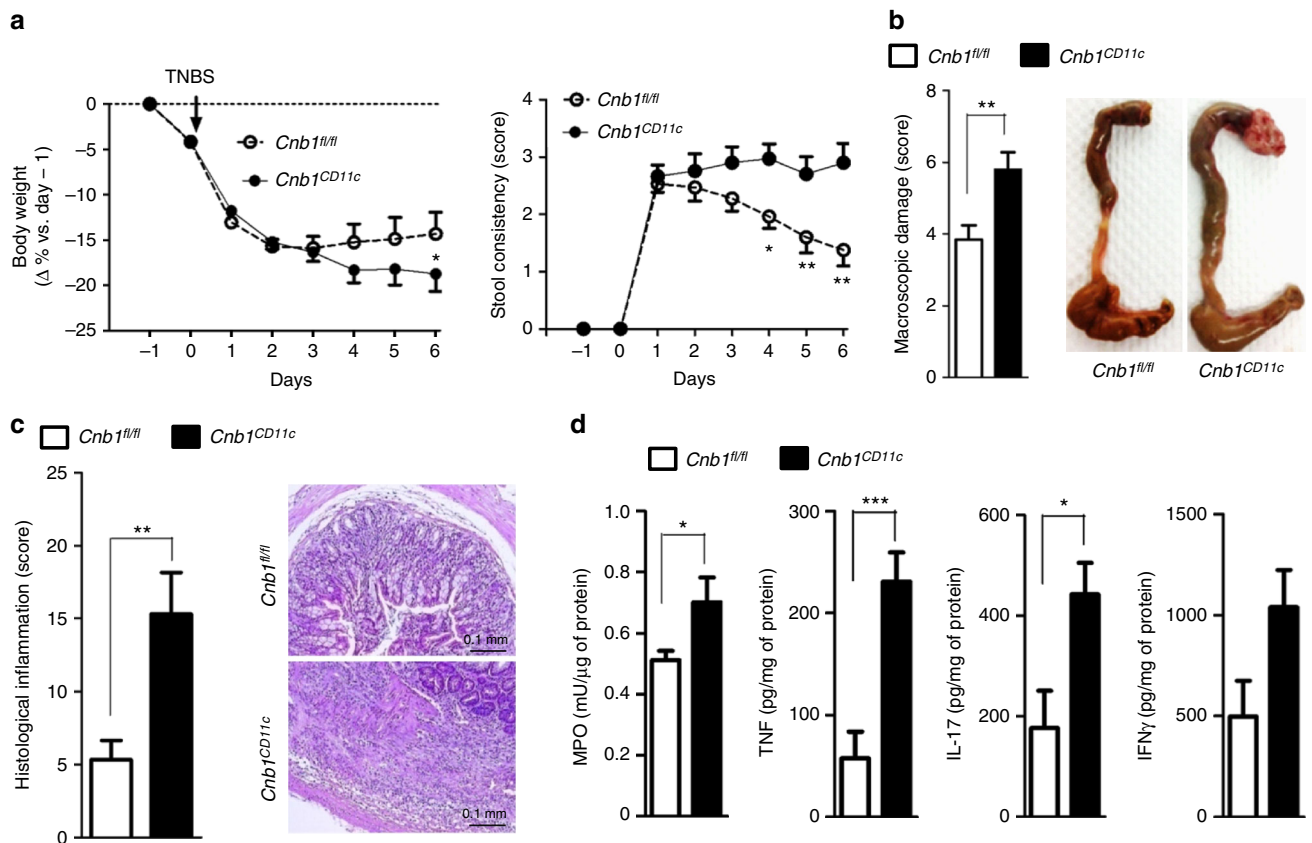 a
TNBS
0
–5
–10
–15
–20
–25
Body weight
(Δ % vs. day – 1)
Cnb1fl/fl
Cnb1CD11c
*
–1 0 1 2 3 4 5 6
Days
4
3
2
1
0
Stool consistency (score)
Cnb1fl/fl
Cnb1CD11c
* ** **
–1 0 1 2 3 4 5 6
Days
b
Cnb1fl/fl Cnb1CD11c
8
6
4
2
0
Macroscopic damage (score)
**
Cnb1fl/fl Cnb1CD11c
c
Cnb1fl/fl Cnb1CD11c
25
20
15
10
5
0
Histological inflamation (score)
**
Cnb1fl/fl
0.1 mm
Cnb1CD11c
0.1 mm
d
Cnb1fl/fl Cnb1CD11c
1.0
0.8
0.6
0.4
0.2
0
MPO (mU/μg of protein)
*
300
200
100
0
TNF (pg/mg of protein)
***
600
400
200
0
IL-17 (pg/mg of protein)
*
1500
1000
500
0
IFNγ (pg/mg of protein)